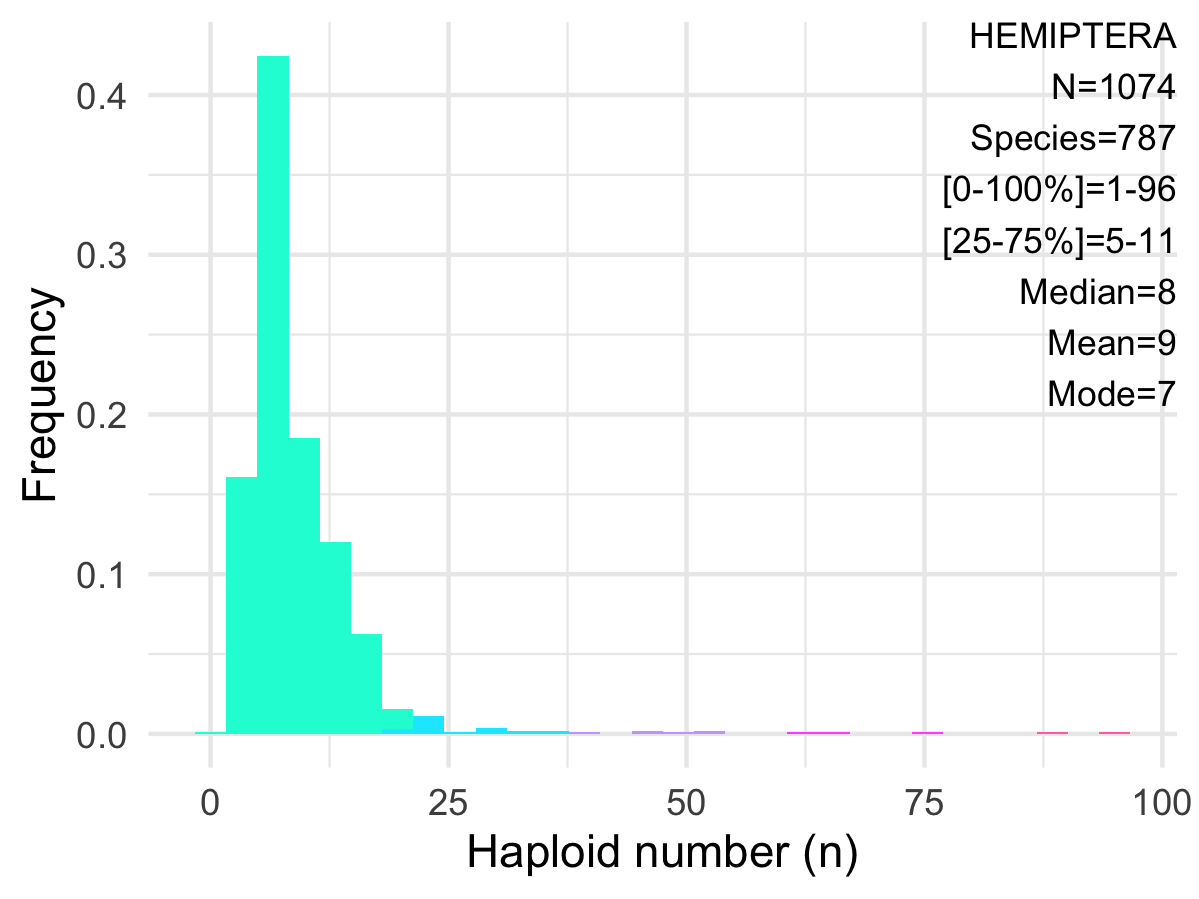 HEMIPTERA
N=1074
Species=787
[0-100%]=1-96
[25-75%]=5-11
Median=8
Mean=9
Mode=7
Frequency
0.4
0.3
0.2
0.1
0.0
0 25 50 75 100
Haploid number (n)